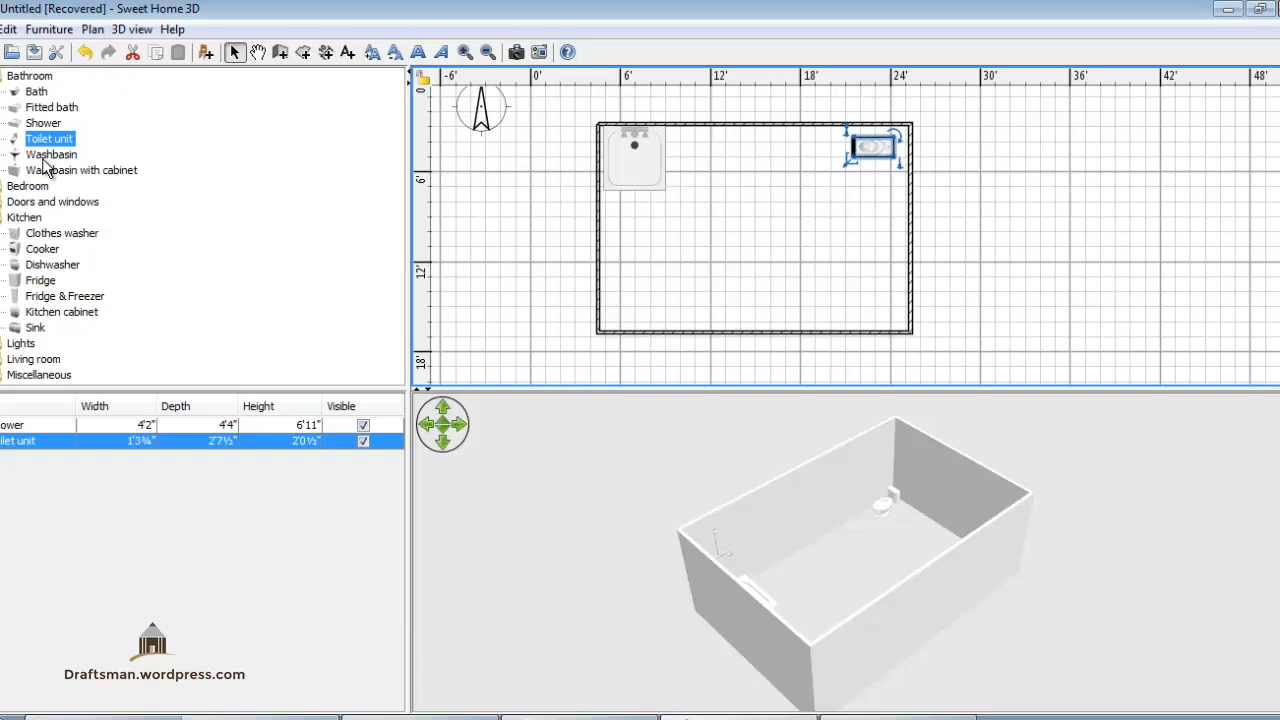 Untitled [Recovered] - Sweet Home 3D
Edit Furniture Plan 3D view Help
Bathroom
Bath
Fitted bath
Shower
Toilet unit
Washbasin
Washbasin with cabinet
Bedroom
Doors and windows
Kitchen
Clothes washer
Cooker
Dishwasher
Fridge
Fridge & Freezer
Kitchen cabinet
Sink
Lights
Living room
Miscellaneous
Width Depth Height Visible
ower 4'2" 4'4" 6'11"
ilet unit 1'3¾" 2'7½" 2'0½"
Draftsman.wordpress.com
-6' 0' 6' 12' 18' 24' 30' 36' 42' 48'
0
6'
12'
18'